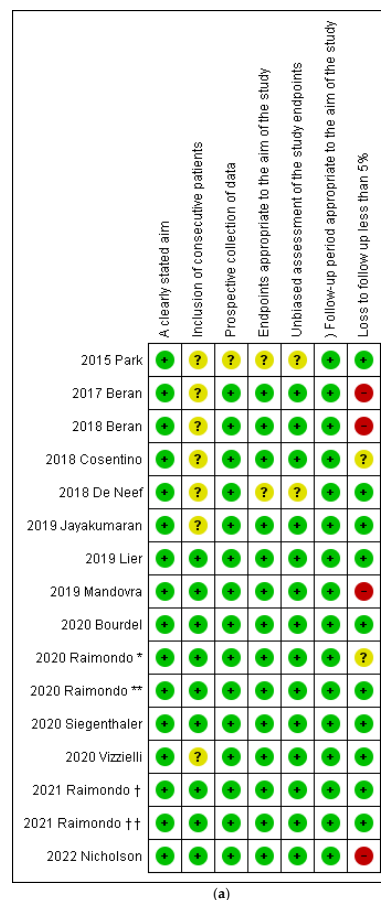 A clearly stated aim
Inclusion of consecutive patients
Prospective collection of data
Endpoints appropriate to the aim of the study
Unbiased assessment of the study endpoints
) Follow-up period appropriate to the aim of the study
Loss to follow up less than 5%
2015 Park + ? ? ? ? + +
2017 Beran + ? + + + + -
2018 Beran + ? + + + + -
2018 Cosentino + ? + + + + ?
2018 De Neef + ? + ? ? + +
2019 Jayakumaran + ? + + + + +
2019 Lier + + + + + + +
2019 Mandovra + + + + + + -
2020 Bourdel + + + + + + +
2020 Raimondo * + + + + + + ?
2020 Raimondo ** + + + + + + +
2020 Siegenthaler + + + + + + +
2020 Vizzielli + ? + + + + +
2021 Raimondo † + + + + + + +
2021 Raimondo †† + + + + + + +
2022 Nicholson + + + + + + -
(a)